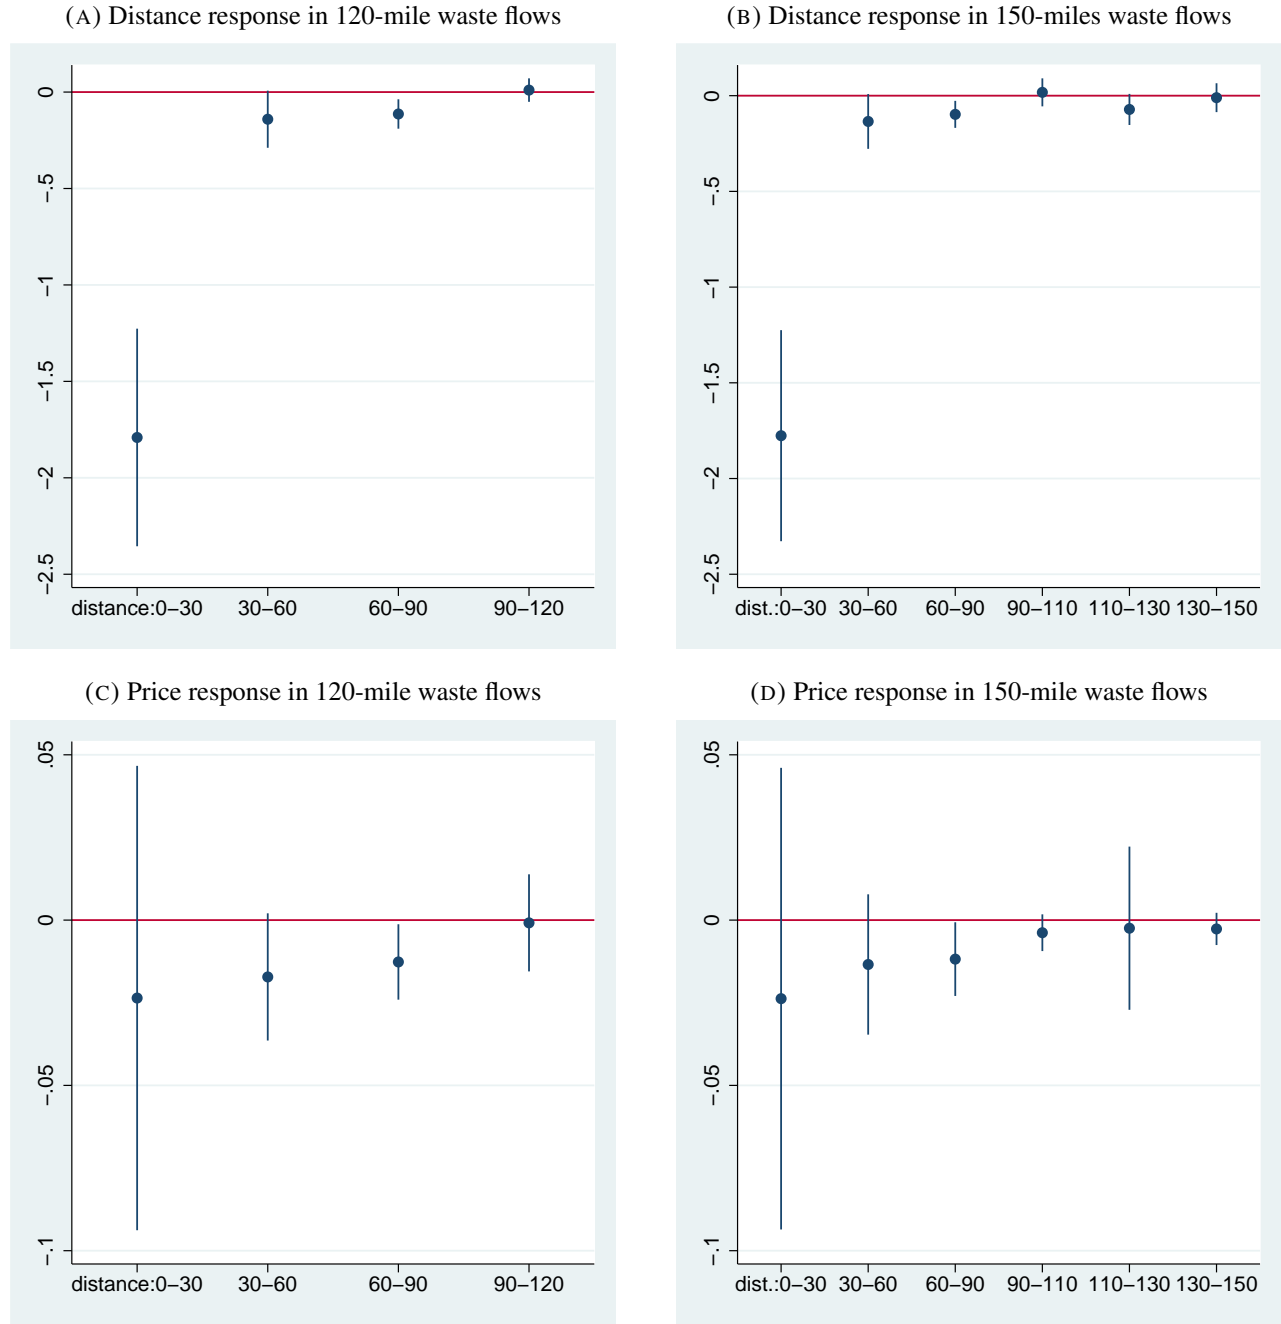 (A) Distance response in 120-mile waste flows
0
−.5
−1
−1.5
−2
−2.5
distance:0−30 30−60 60−90 90−120
(B) Distance response in 150-miles waste flows
0
−.5
−1
−1.5
−2
−2.5
dist.:0−30 30−60 60−90 90−110 110−130 130−150
(C) Price response in 120-mile waste flows
.05
0
−.05
−.1
distance:0−30 30−60 60−90 90−120
(D) Price response in 150-mile waste flows
.05
0
−.05
−.1
dist.:0−30 30−60 60−90 90−110 110−130 130−150